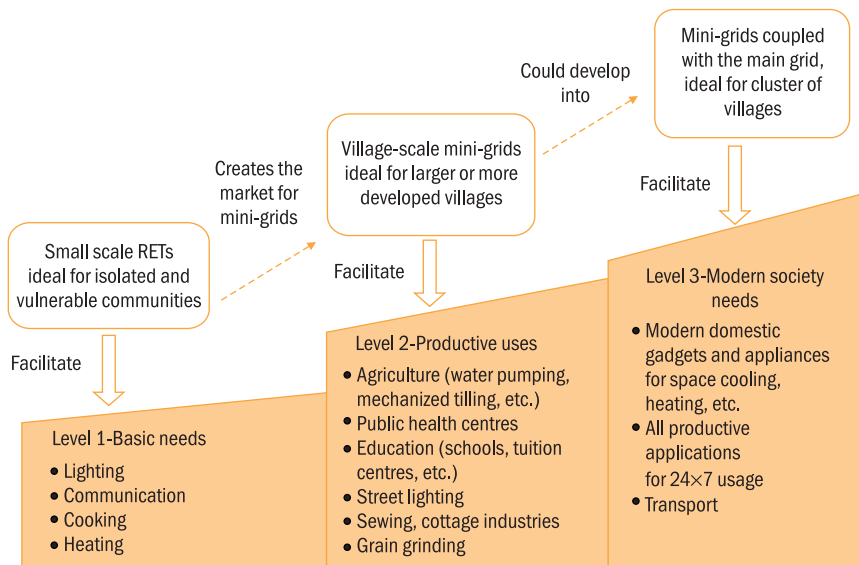 Small scale RETs
ideal for isolated and
vulnerable communities
Creates the
market for
mini-grids
Village-scale mini-grids
ideal for larger or more
developed villages
Could develop
into
Mini-grids coupled
with the main grid,
ideal for cluster of
villages
Facilitate
Level 1-Basic needs
• Lighting
• Communication
• Cooking
• Heating
Facilitate
Level 2-Productive uses
• Agriculture (water pumping,
mechanized tilling, etc.)
• Public health centres
• Education (schools, tuition
centres, etc.)
• Street lighting
• Sewing, cottage industries
• Grain grinding
Facilitate
Level 3-Modern society
needs
• Modern domestic
gadgets and appliances
for space cooling,
heating, etc.
• All productive
applications
for 24×7 usage
• Transport